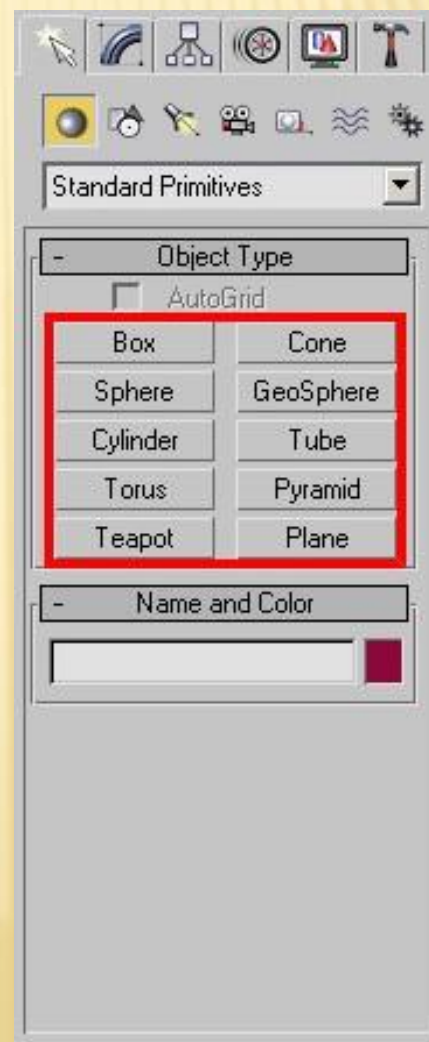 Standard Primitives
- Object Type
AutoGrid
Box Cone
Sphere GeoSphere
Cylinder Tube
Torus Pyramid
Teapot Plane
- Name and Color